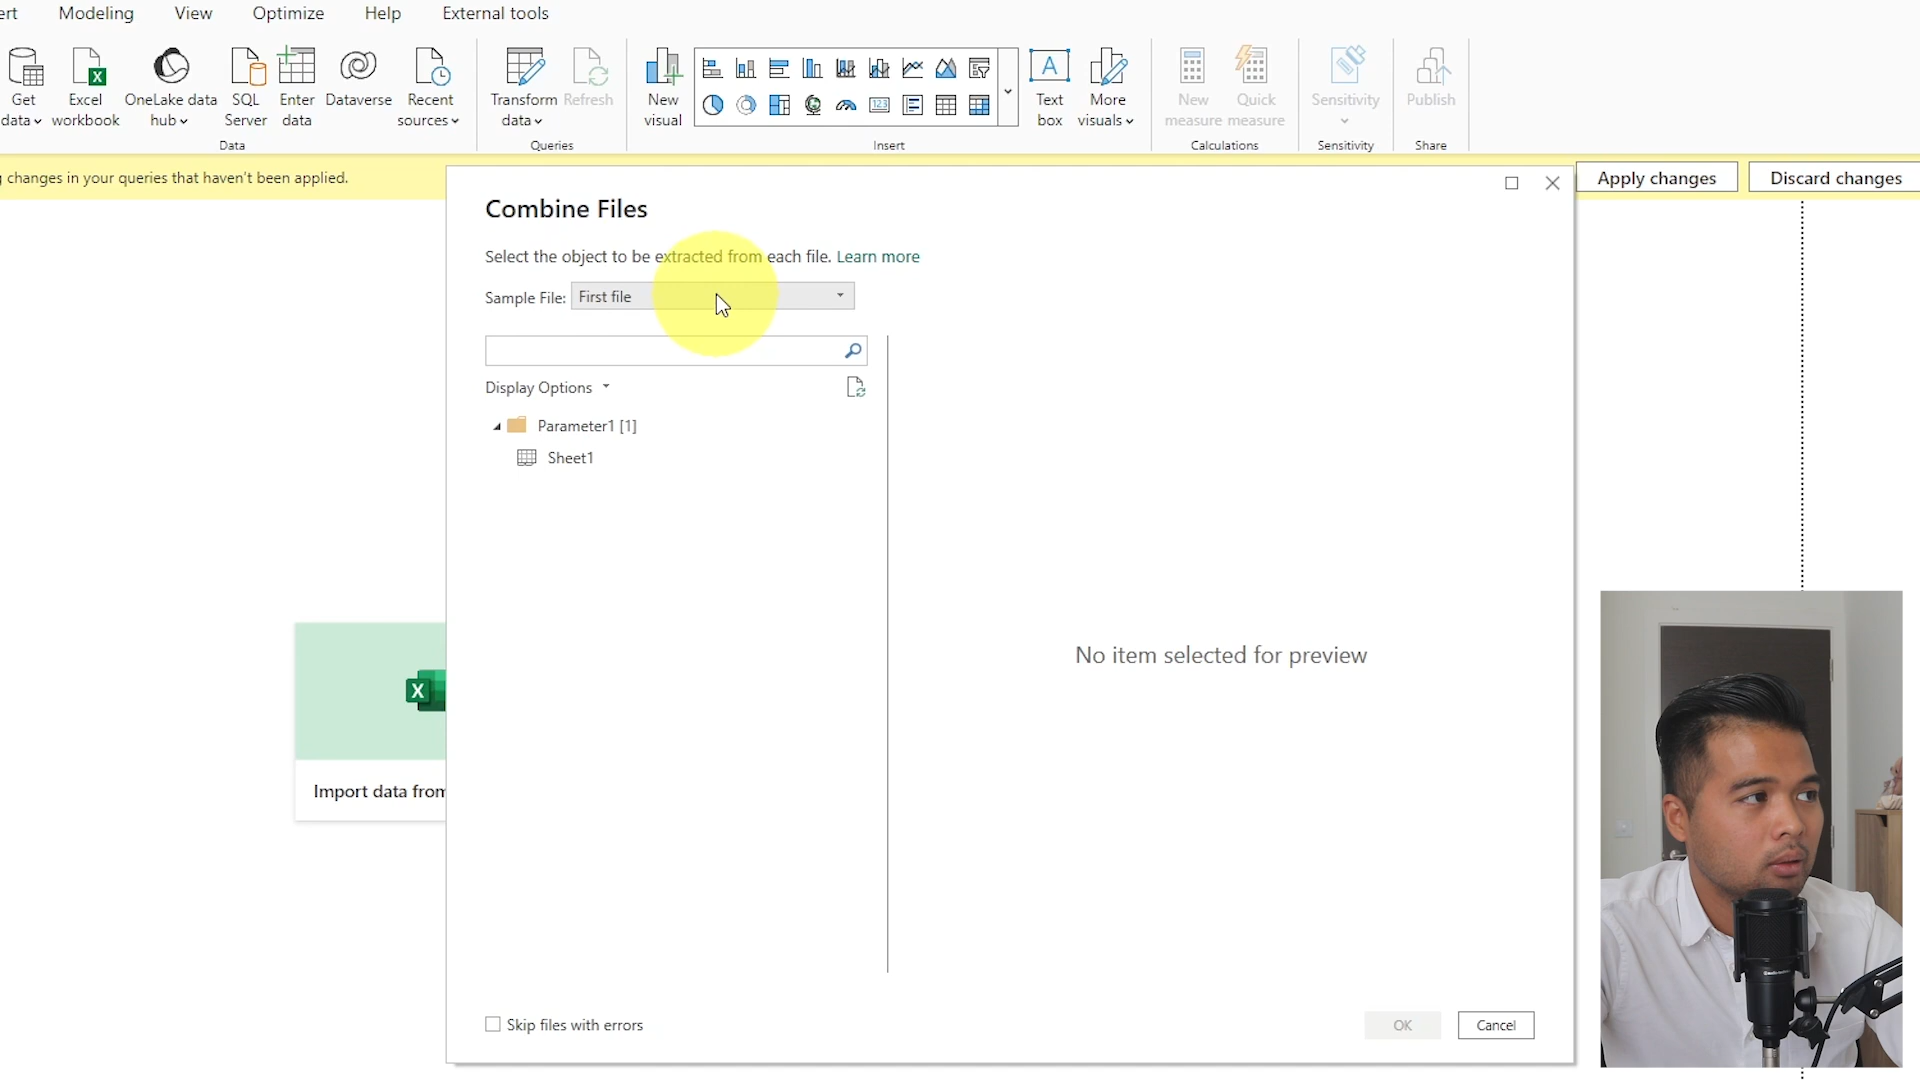 ert
Modeling
View
Optimize
Help
External tools
Get
data
Excel
workbook
OneLake data
hub
SQL
Server
Enter
data
Dataverse
Recent
sources
Data
Transform
data
Refresh
Queries
New
visual
123
Insert
A
Text
box
More
visuals
New
measure
Quick
measure
Calculations
Sensitivity
Sensitivity
Publish
Share
g changes in your queries that haven't been applied.
Apply changes
Discard changes
Combine Files
Select the object to be extracted from each file. Learn more
Sample File: First file
Display Options
Parameter1 [1]
Sheet1
No item selected for preview
X
Import data from
Skip files with errors
OK
Cancel